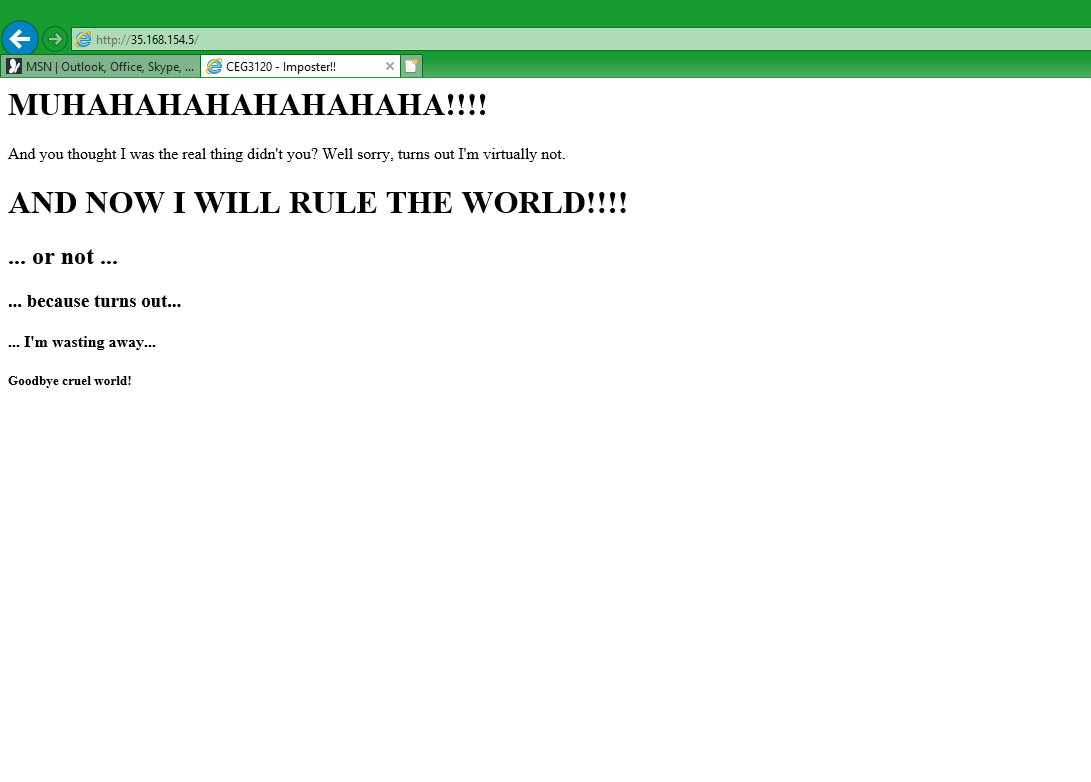 http://35.168.154.5/
MSN | Outlook, Office, Skype, ...
CEG3120 - Imposter!!
MUHAHAHAHAHAHAHAHA!!!!
And you thought I was the real thing didn't you? Well sorry, turns out I'm virtually not.
AND NOW I WILL RULE THE WORLD!!!!
... or not ...
... because turns out...
... I'm wasting away...
Goodbye cruel world!